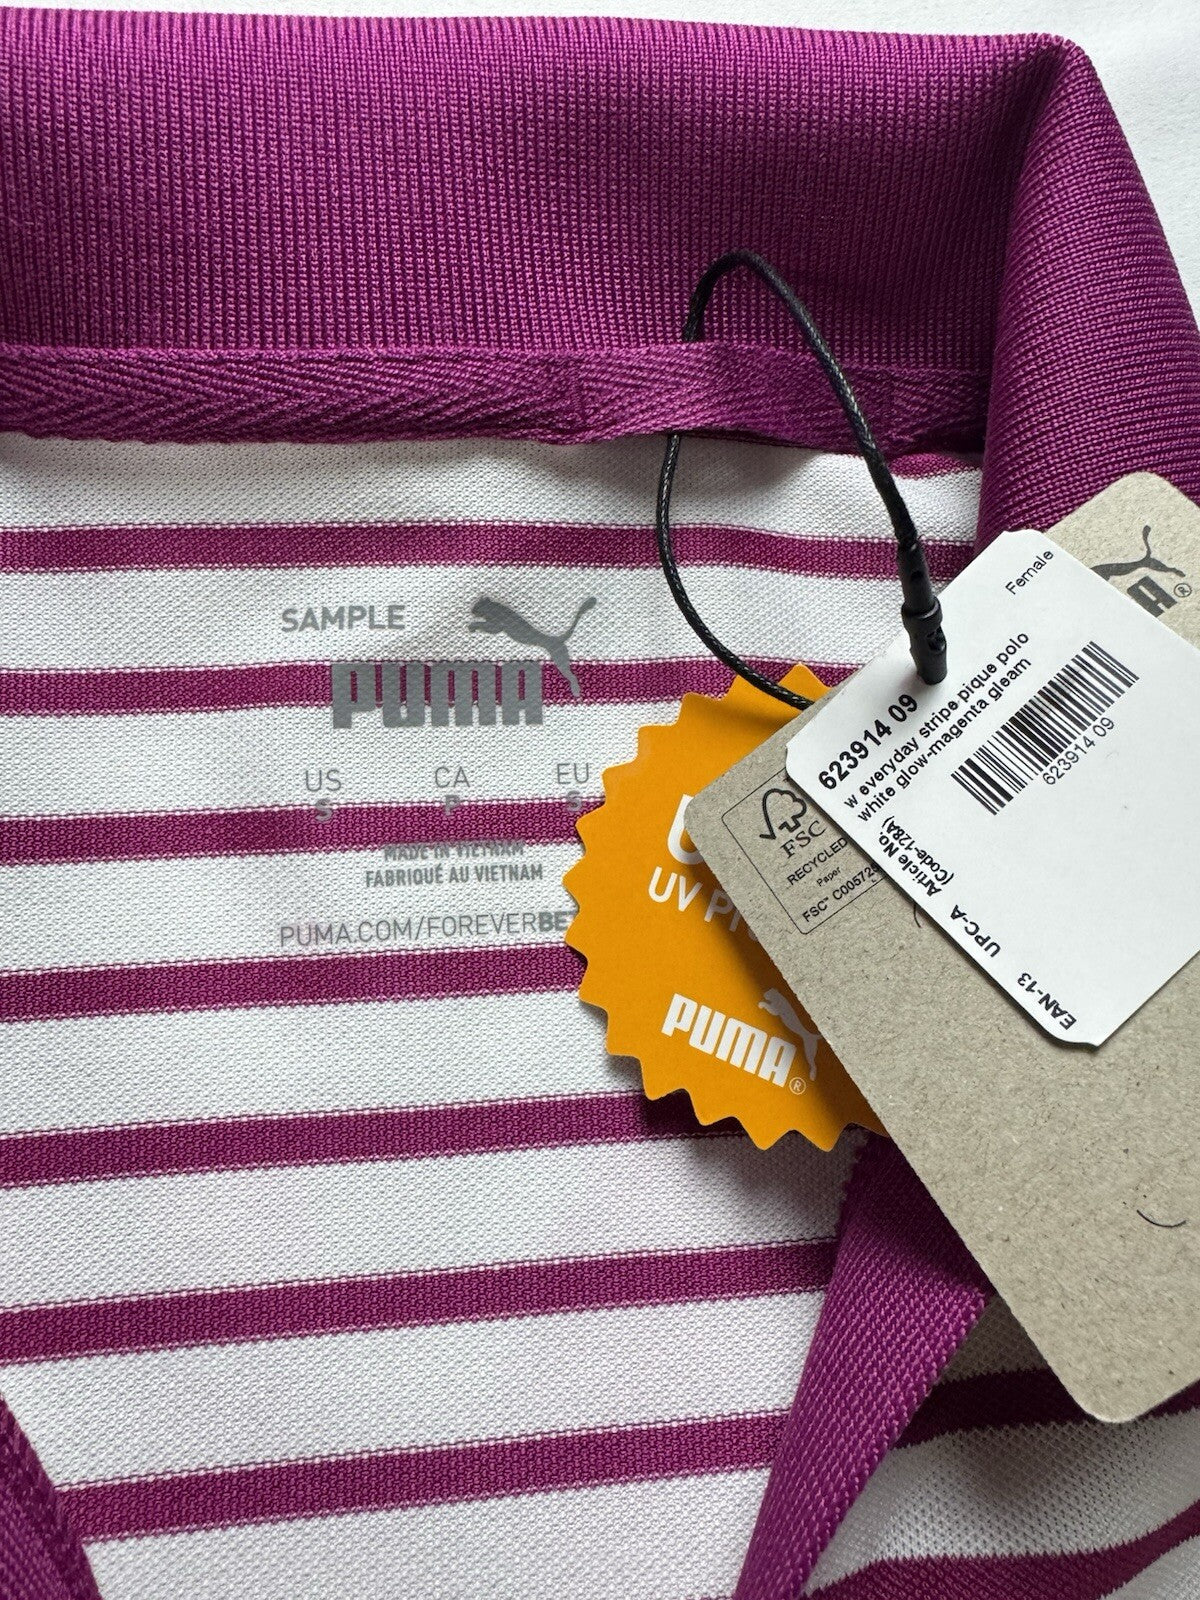 SAMPLE
PUMA
US CA EU
S P S
MADE IN VIETNAM
FABRIQUÉ AU VIETNAM
PUMA.COM/FOREVERBE
U
UV P
PUMA®
FSC
RECYCLED
Paper
FSC® C00572
A®
Female
623914 09
w everyday stripe pique polo
white glow-magenta gleam
623914 09
Article No.
(Code-128A)
UPC-A
EAN-13